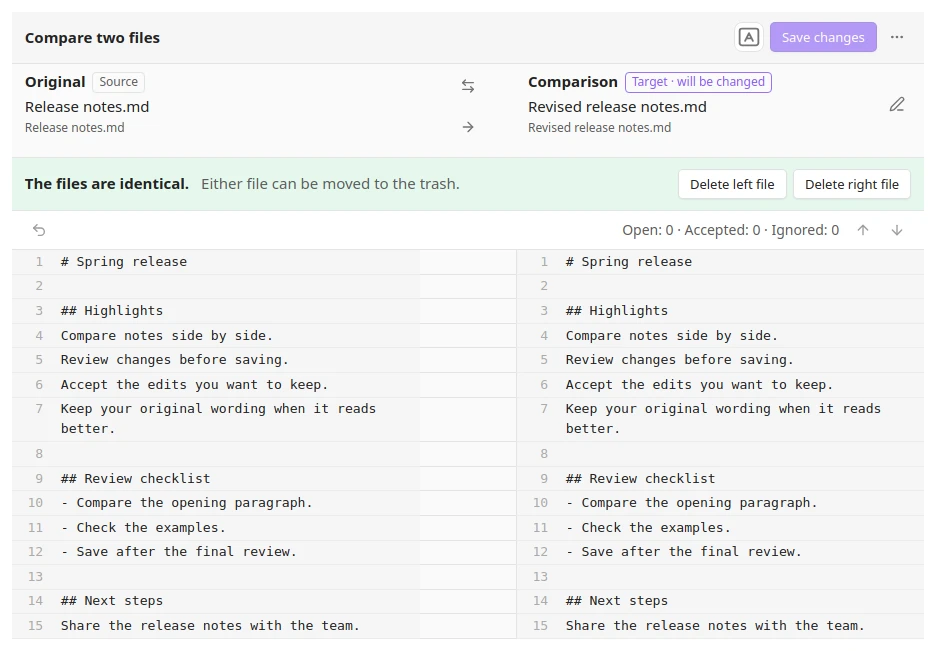 Compare two files
A Save changes ···
Original Source
Release notes.md
Release notes.md
Comparison Target · will be changed
Revised release notes.md
Revised release notes.md
The files are identical. Either file can be moved to the trash. Delete left file Delete right file
Open: 0 · Accepted: 0 · Ignored: 0
1 # Spring release
2
3 ## Highlights
4 Compare notes side by side.
5 Review changes before saving.
6 Accept the edits you want to keep.
7 Keep your original wording when it reads
better.
8
9 ## Review checklist
10 - Compare the opening paragraph.
11 - Check the examples.
12 - Save after the final review.
13
14 ## Next steps
15 Share the release notes with the team.
1 # Spring release
2
3 ## Highlights
4 Compare notes side by side.
5 Review changes before saving.
6 Accept the edits you want to keep.
7 Keep your original wording when it reads
better.
8
9 ## Review checklist
10 - Compare the opening paragraph.
11 - Check the examples.
12 - Save after the final review.
13
14 ## Next steps
15 Share the release notes with the team.